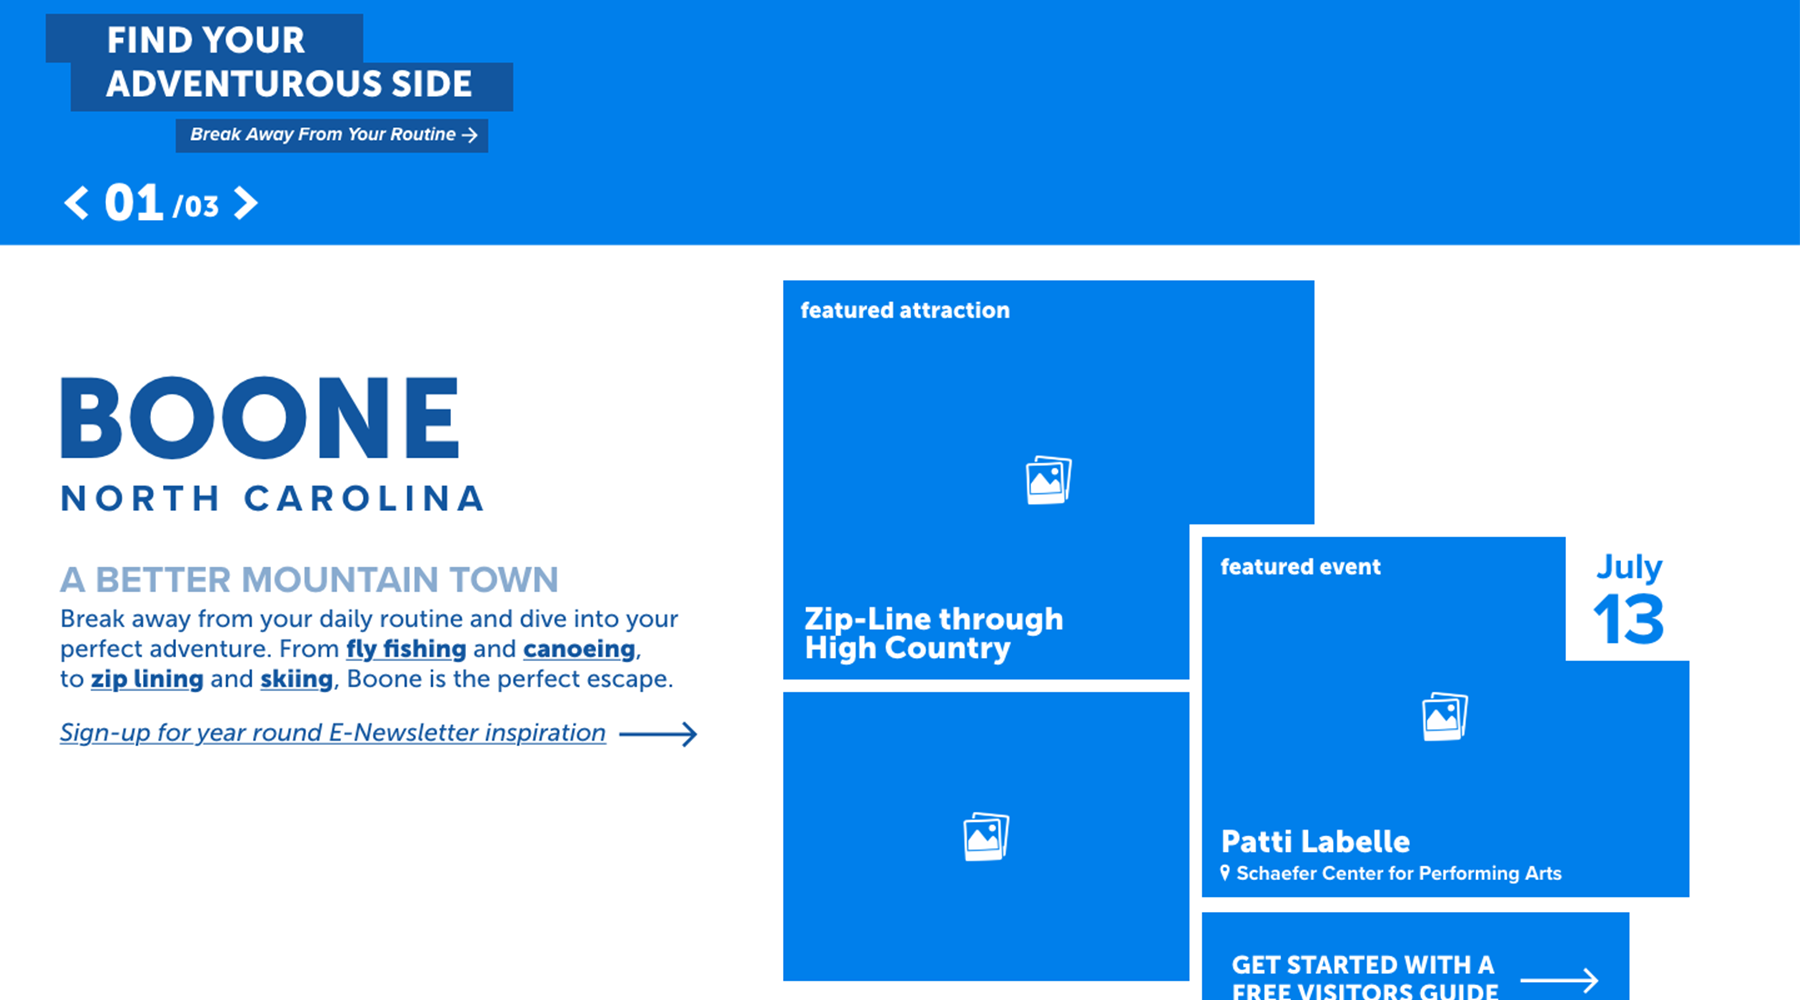 FIND YOUR
ADVENTUROUS SIDE
Break Away From Your Routine →
< 01 /03 >
BOONE
NORTH CAROLINA
A BETTER MOUNTAIN TOWN
Break away from your daily routine and dive into your
perfect adventure. From fly fishing and canoeing,
to zip lining and skiing, Boone is the perfect escape.
Sign-up for year round E-Newsletter inspiration
featured attraction
Zip-Line through
High Country
featured event
July
13
Patti Labelle
Schaefer Center for Performing Arts
GET STARTED WITH A
FREE VISITORS GUIDE